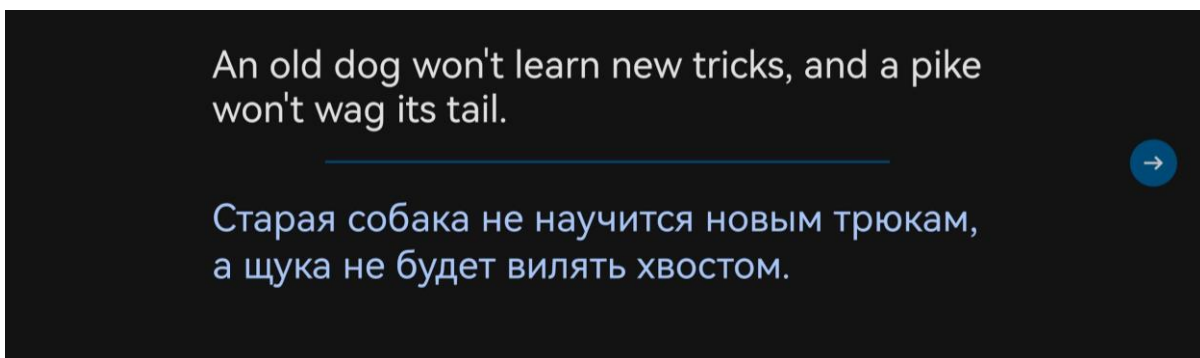 An old dog won't learn new tricks, and a pike
won't wag its tail.
Старая собака не научится новым трюкам,
а щука не будет вилять хвостом.